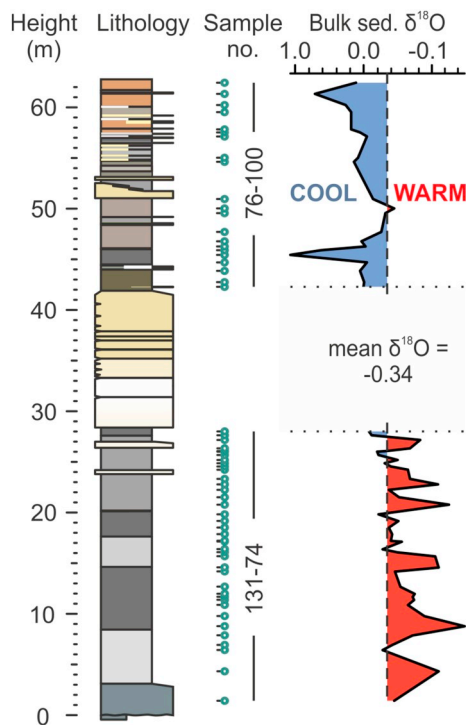 Height (m)
Lithology
Sample no.
Bulk sed. δ¹⁸O
1.0 0.0 -0.1
60
50
40
30
20
10
0
76-100
131-74
COOL
WARM
mean δ¹⁸O =
-0.34